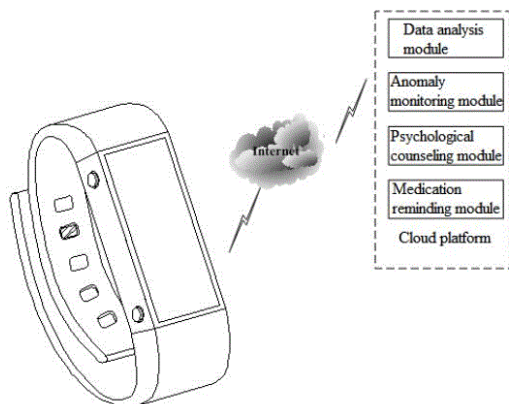 Data analysis
module
Anomaly
monitoring module
Internet
Psychological
counseling module
Medication
reminding module
Cloud platform